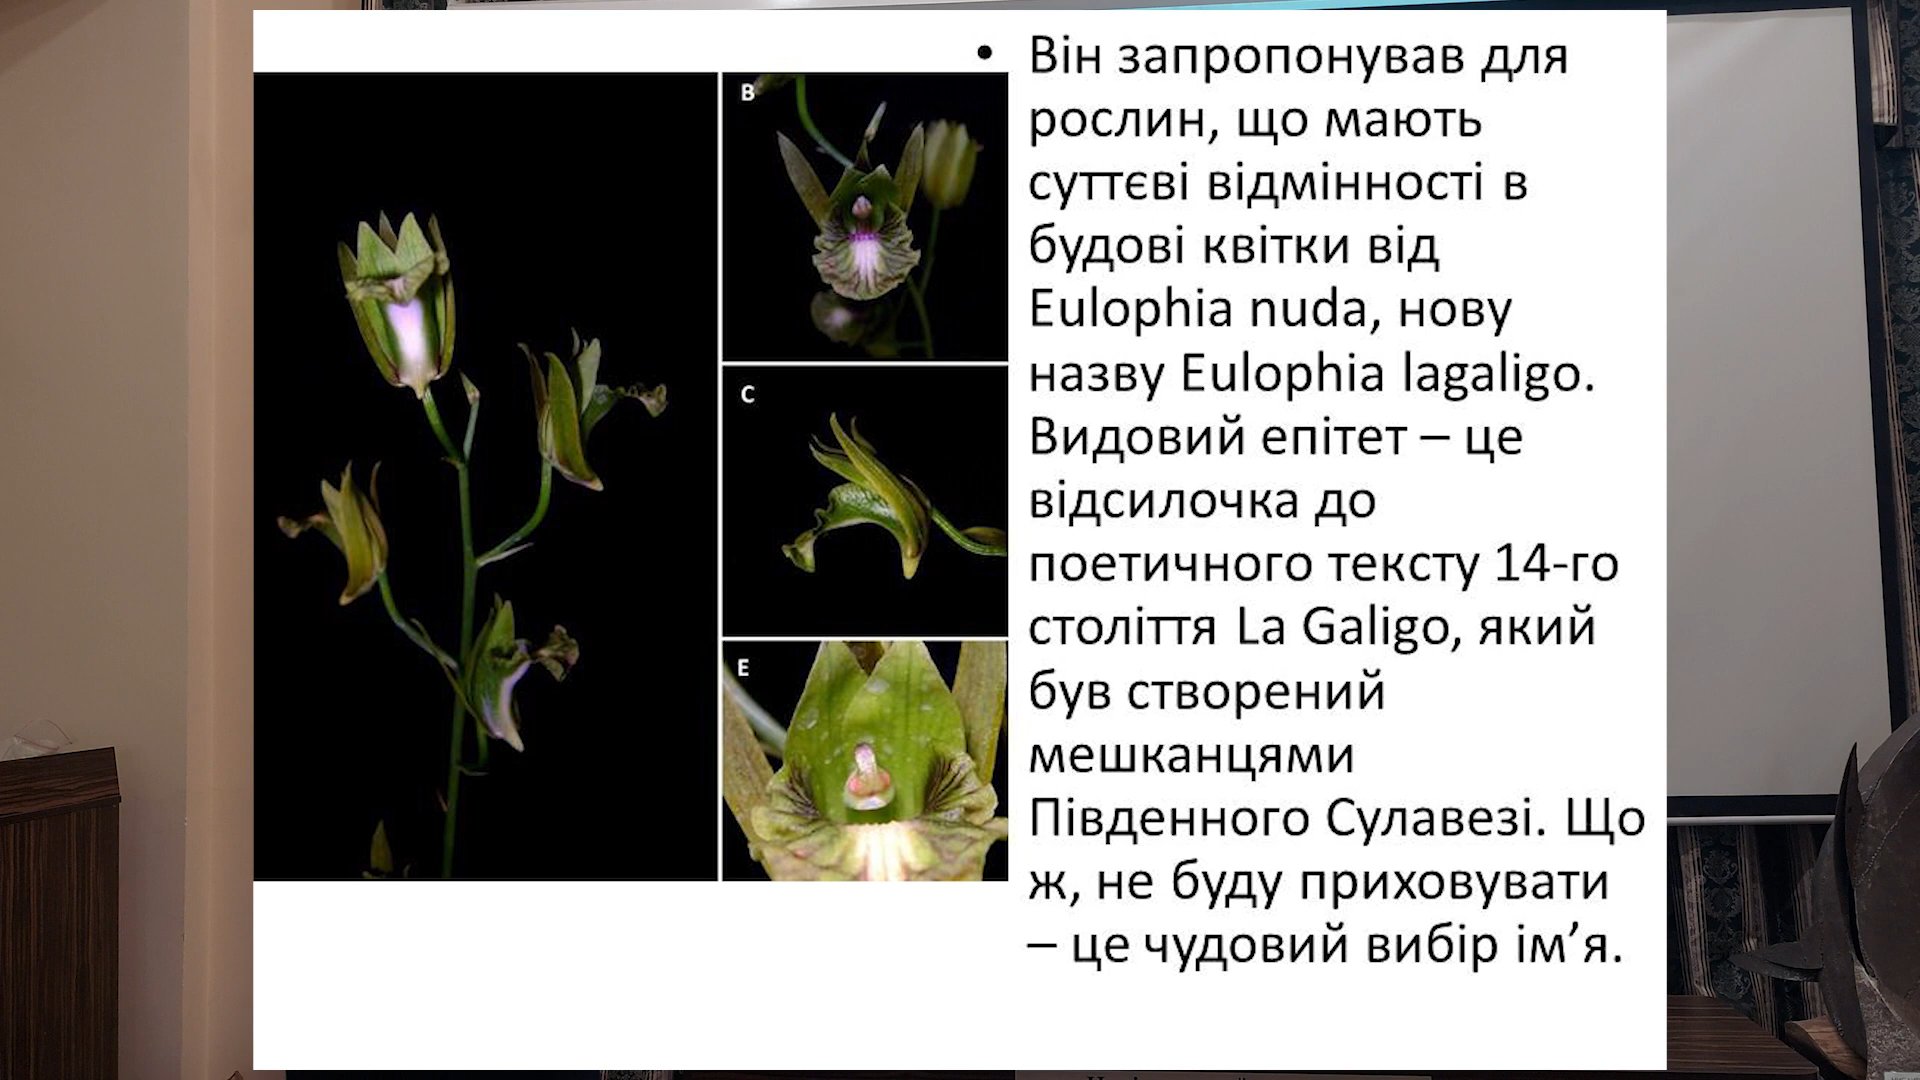 B
C
E
• Він запропонував для
рослин, що мають
суттєві відмінності в
будові квітки від
Eulophia nuda, нову
назву Eulophia lagaligo.
Видовий епітет – це
відсилочка до
поетичного тексту 14-го
століття La Galigo, який
був створений
мешканцями
Південного Сулавезі. Що
ж, не буду приховувати
– це чудовий вибір ім’я.